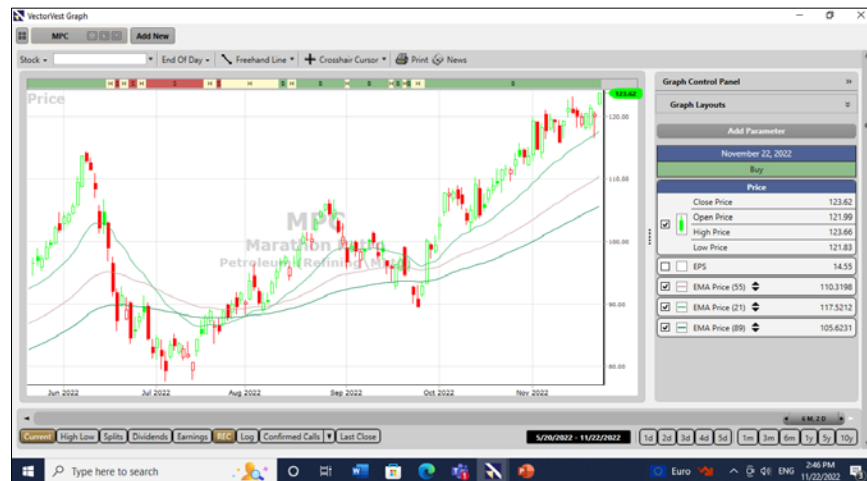 VectorVest Graph
MPC
Add New
Stock
End Of Day
Freehand Line
Crosshair Cursor
Print
News
Price
123.62
120.00
110.00
100.00
90.00
80.00
MPC
Petroleum
Jun 2022
Jul 2022
Aug 2022
Sep 2022
Oct 2022
Nov 2022
Graph Control Panel
Graph Layouts
Add Parameter
November 22, 2022
Buy
Price
Close Price 123.62
Open Price 121.99
High Price 123.66
Low Price 121.83
EPS 14.55
EMA Price (55) 110.3198
EMA Price (21) 117.5212
EMA Price (89) 105.6231
6 M, 2 D
Current
High Low
Splits
Dividends
Earnings
REC
Log
Confirmed Calls
Last Close
5/20/2022 - 11/22/2022
1d
2d
3d
4d
5d
1m
3m
6m
1y
5y
10y
Type here to search
Euro
ENG
2:46 PM
11/22/2022